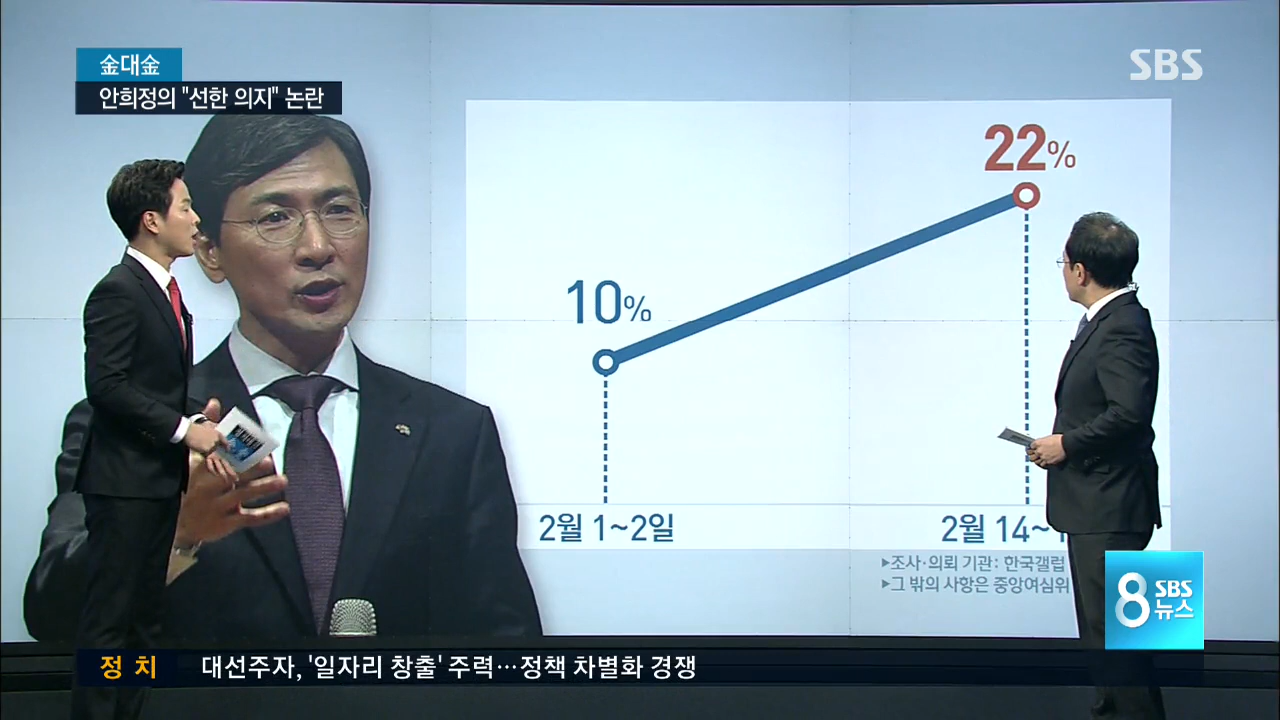 金대金
안희정의 "선한 의지" 논란
SBS
22%
10%
2월 1~2일
2월 14~1
▶조사·의뢰 기관: 한국갤럽
▶그 밖의 사항은 중앙여심위
8 SBS 뉴스
정치 대선주자, '일자리 창출' 주력…정책 차별화 경쟁